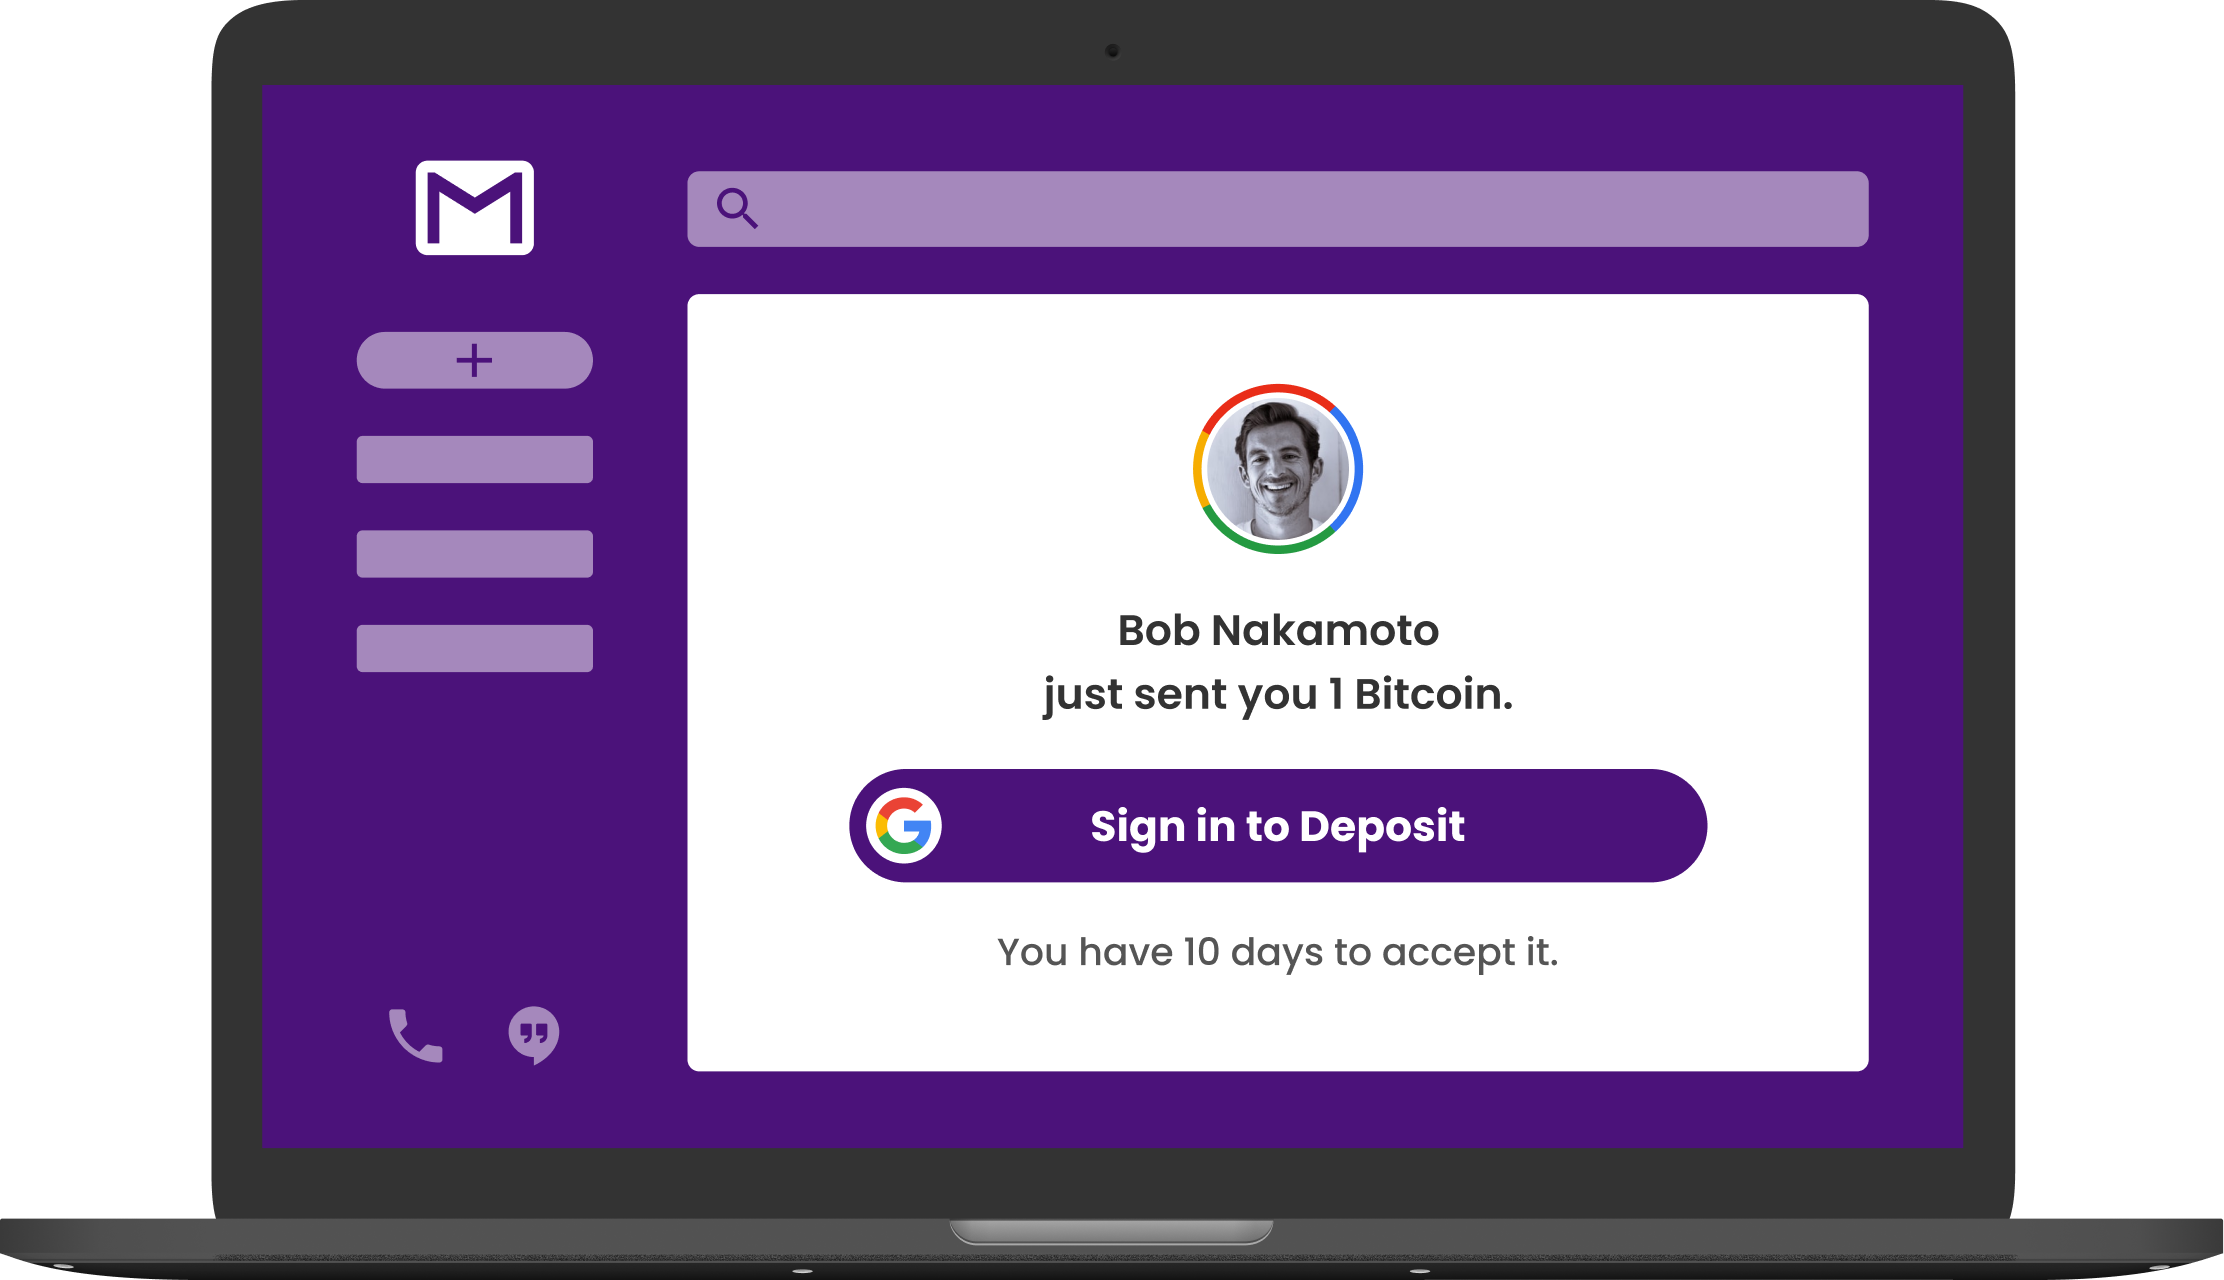 Bob Nakamoto
just sent you 1 Bitcoin.
Sign in to Deposit
You have 10 days to accept it.